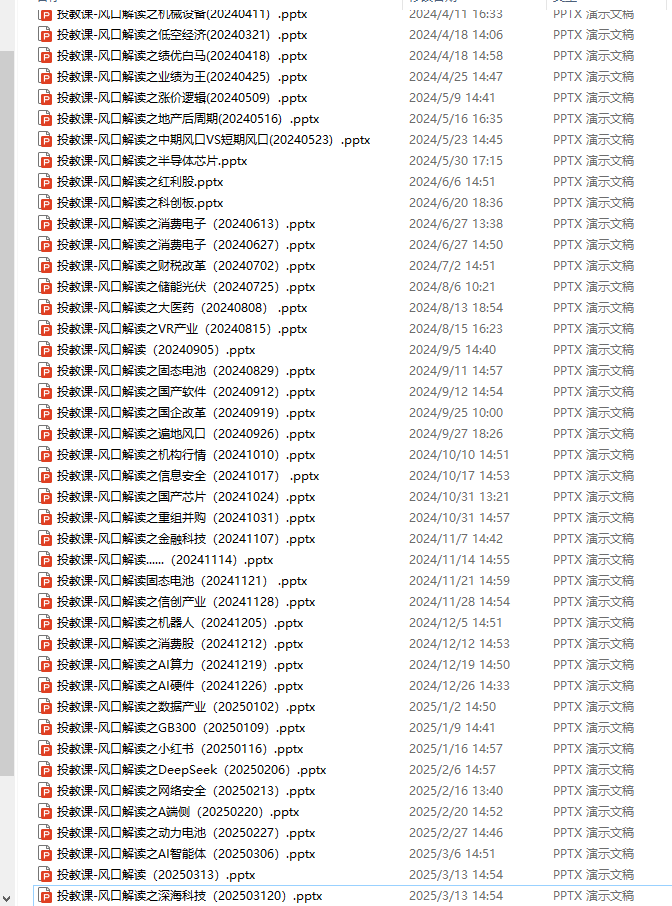 投教课-风口解读之机械设备(20240411) .pptx 2024/4/11 16:33 PPTX 演示文稿
投教课-风口解读之低空经济(20240321) .pptx 2024/4/18 14:06 PPTX 演示文稿
投教课-风口解读之绩优白马(20240418) .pptx 2024/4/18 14:58 PPTX 演示文稿
投教课-风口解读之业绩为王(20240425) .pptx 2024/4/25 14:47 PPTX 演示文稿
投教课-风口解读之涨价逻辑(20240509) .pptx 2024/5/9 14:41 PPTX 演示文稿
投教课-风口解读之地产后周期(20240516) .pptx 2024/5/16 16:35 PPTX 演示文稿
投教课-风口解读之中期风口VS短期风口(20240523) .pptx 2024/5/23 14:45 PPTX 演示文稿
投教课-风口解读之半导体芯片.pptx 2024/5/30 17:15 PPTX 演示文稿
投教课-风口解读之红利股.pptx 2024/6/6 14:51 PPTX 演示文稿
投教课-风口解读之科创板.pptx 2024/6/20 18:36 PPTX 演示文稿
投教课-风口解读之消费电子（20240613）.pptx 2024/6/27 13:38 PPTX 演示文稿
投教课-风口解读之消费电子（20240627）.pptx 2024/6/27 14:50 PPTX 演示文稿
投教课-风口解读之财税改革（20240702）.pptx 2024/7/2 14:51 PPTX 演示文稿
投教课-风口解读之储能光伏（20240725）.pptx 2024/8/6 10:21 PPTX 演示文稿
投教课-风口解读之大医药（20240808） .pptx 2024/8/13 18:54 PPTX 演示文稿
投教课-风口解读之VR产业（20240815）.pptx 2024/8/15 16:23 PPTX 演示文稿
投教课-风口解读（20240905）.pptx 2024/9/5 14:40 PPTX 演示文稿
投教课-风口解读之固态电池（20240829）.pptx 2024/9/11 14:57 PPTX 演示文稿
投教课-风口解读之国产软件（20240912）.pptx 2024/9/12 14:54 PPTX 演示文稿
投教课-风口解读之国企改革（20240919）.pptx 2024/9/25 10:00 PPTX 演示文稿
投教课-风口解读之遍地风口（20240926）.pptx 2024/9/27 18:26 PPTX 演示文稿
投教课-风口解读之机构行情（20241010）.pptx 2024/10/10 14:51 PPTX 演示文稿
投教课-风口解读之信息安全（20241017） .pptx 2024/10/17 14:53 PPTX 演示文稿
投教课-风口解读之国产芯片（20241024）.pptx 2024/10/31 13:21 PPTX 演示文稿
投教课-风口解读之重组并购（20241031）.pptx 2024/10/31 14:57 PPTX 演示文稿
投教课-风口解读之金融科技（20241107）.pptx 2024/11/7 14:42 PPTX 演示文稿
投教课-风口解读......（20241114）.pptx 2024/11/14 14:55 PPTX 演示文稿
投教课-风口解读固态电池（20241121） .pptx 2024/11/21 14:59 PPTX 演示文稿
投教课-风口解读之信创产业（20241128）.pptx 2024/11/28 14:54 PPTX 演示文稿
投教课-风口解读之机器人（20241205）.pptx 2024/12/5 14:51 PPTX 演示文稿
投教课-风口解读之消费股（20241212）.pptx 2024/12/12 14:53 PPTX 演示文稿
投教课-风口解读之AI算力（20241219）.pptx 2024/12/19 14:50 PPTX 演示文稿
投教课-风口解读之AI硬件（20241226）.pptx 2024/12/26 14:33 PPTX 演示文稿
投教课-风口解读之数据产业（20250102）.pptx 2025/1/2 14:50 PPTX 演示文稿
投教课-风口解读之GB300（20250109）.pptx 2025/1/9 14:41 PPTX 演示文稿
投教课-风口解读之小红书（20250116）.pptx 2025/1/16 14:57 PPTX 演示文稿
投教课-风口解读之DeepSeek（20250206）.pptx 2025/2/6 14:57 PPTX 演示文稿
投教课-风口解读之网络安全（20250213）.pptx 2025/2/16 13:40 PPTX 演示文稿
投教课-风口解读之A端侧（20250220）.pptx 2025/2/20 14:52 PPTX 演示文稿
投教课-风口解读之动力电池（20250227）.pptx 2025/2/27 14:46 PPTX 演示文稿
投教课-风口解读之AI智能体（20250306）.pptx 2025/3/6 14:51 PPTX 演示文稿
投教课-风口解读（20250313）.pptx 2025/3/13 14:54 PPTX 演示文稿
投教课-风口解读之深海科技（202503120）.pptx 2025/3/13 14:54 PPTX 演示文稿